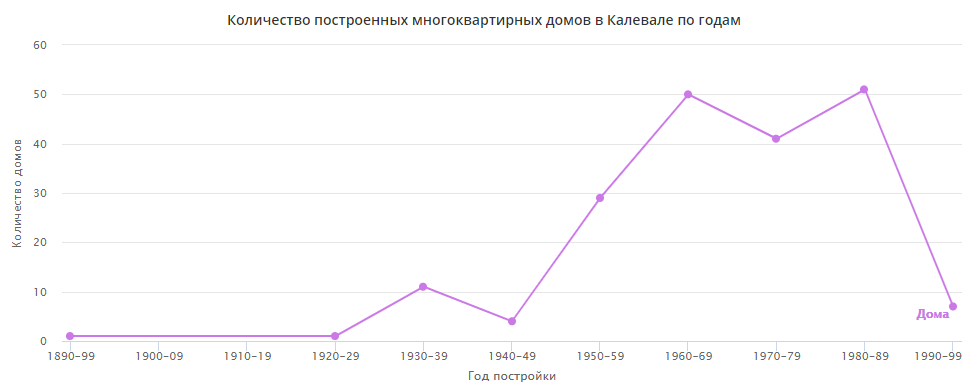 Количество построенных многоквартирных домов в Калевале по годам
60
50
40
30
20
10
0
Количество домов
Дома
1890-99 1900-09 1910-19 1920-29 1930-39 1940-49 1950-59 1960-69 1970-79 1980-89 1990-99
Год постройки